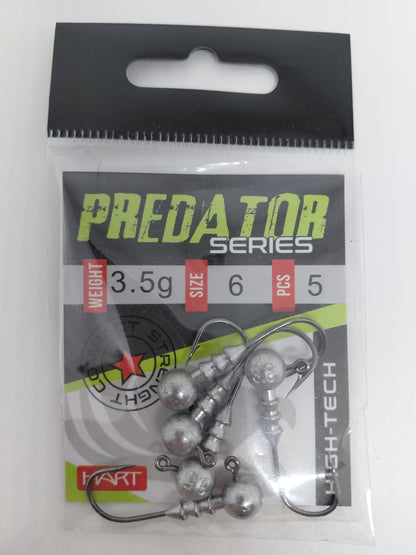 PREDATOR
SERIES
WEIGHT 3.5g SIZE 6 PCS 5
HIGH-TECH
HART